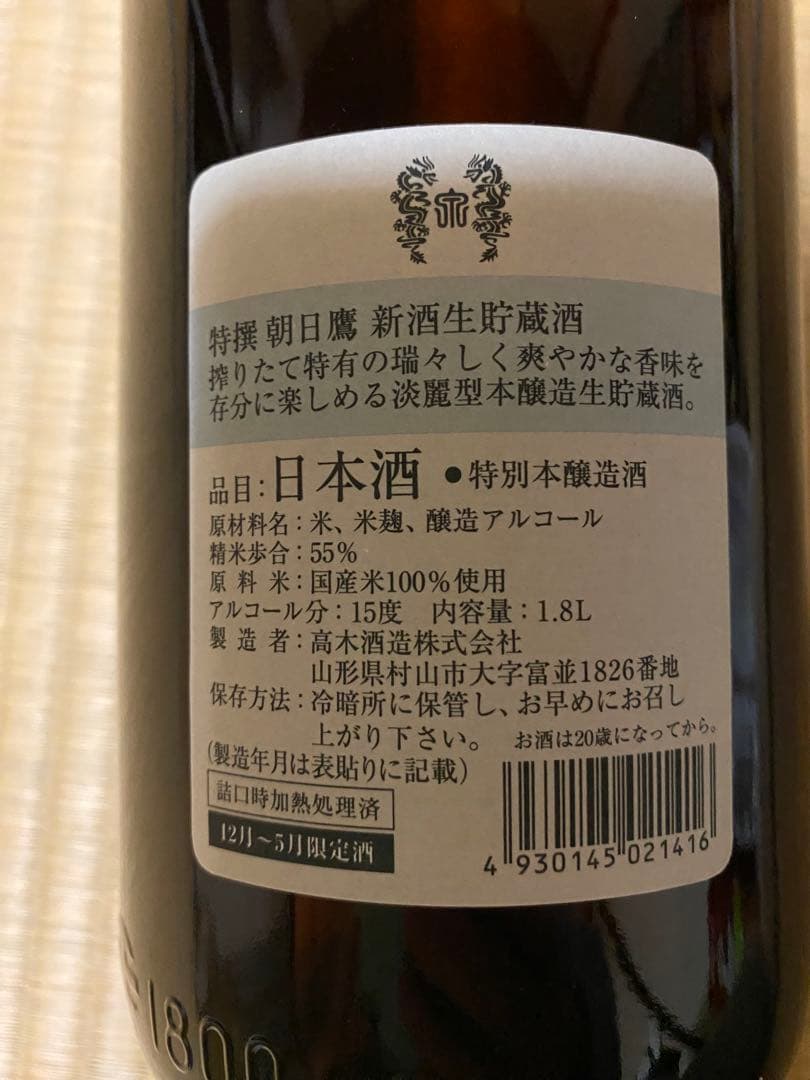 特撰 朝日鷹 新酒生貯蔵酒
搾りたて特有の瑞々しく爽やかな香味を
存分に楽しめる淡麗型本醸造生貯蔵酒。
品目:日本酒 ●特別本醸造酒
原材料名:米、米麹、醸造アルコール
精米歩合:55%
原料米:国産米100%使用
アルコール分:15度 内容量:1.8L
製造者:高木酒造株式会社
山形県村山市大字富並1826番地
保存方法:冷暗所に保管し、お早めにお召し
上がり下さい。 お酒は20歳になってから。
(製造年月は表貼りに記載)
詰口時加熱処理済
12月~5月限定酒
4 930145 021416
1800